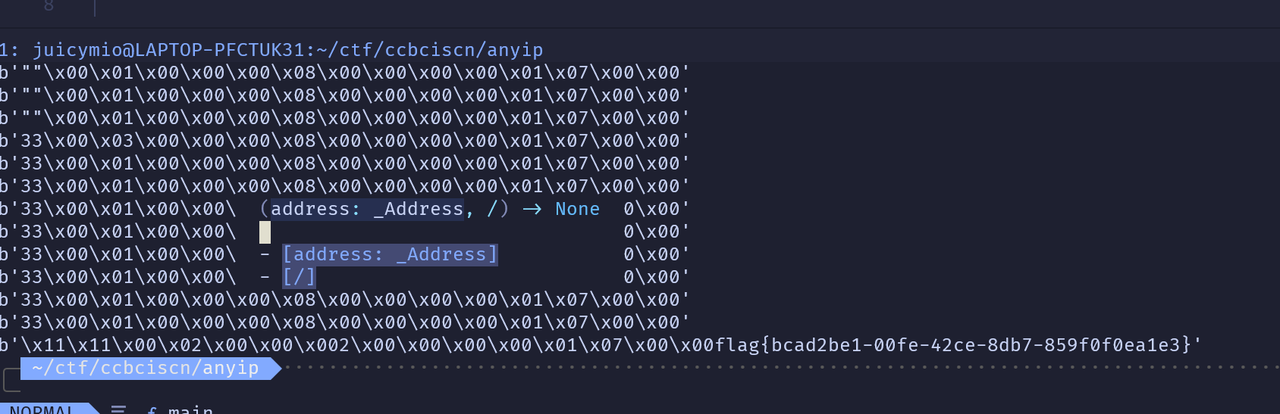 8
1: juicymio@LAPTOP-PFCTUK31:~/ctf/ccbciscn/anyip
b'""\x00\x01\x00\x00\x00\x08\x00\x00\x00\x00\x01\x07\x00\x00'
b'""\x00\x01\x00\x00\x00\x08\x00\x00\x00\x00\x01\x07\x00\x00'
b'""\x00\x01\x00\x00\x00\x08\x00\x00\x00\x00\x01\x07\x00\x00'
b'33\x00\x03\x00\x00\x00\x08\x00\x00\x00\x00\x01\x07\x00\x00'
b'33\x00\x01\x00\x00\x00\x08\x00\x00\x00\x00\x01\x07\x00\x00'
b'33\x00\x01\x00\x00\x00\x08\x00\x00\x00\x00\x01\x07\x00\x00'
b'33\x00\x01\x00\x00\ (address: _Address, /) → None 0\x00'
b'33\x00\x01\x00\x00\ 0\x00'
b'33\x00\x01\x00\x00\ - [address: _Address] 0\x00'
b'33\x00\x01\x00\x00\ - [/] 0\x00'
b'33\x00\x01\x00\x00\x00\x08\x00\x00\x00\x00\x01\x07\x00\x00'
b'33\x00\x01\x00\x00\x00\x08\x00\x00\x00\x00\x01\x07\x00\x00'
b'\x11\x11\x00\x02\x00\x00\x002\x00\x00\x00\x00\x01\x07\x00\x00flag{bcad2be1-00fe-42ce-8db7-859f0f0ea1e3}'
~/ctf/ccbciscn/anyip
NORMAL main